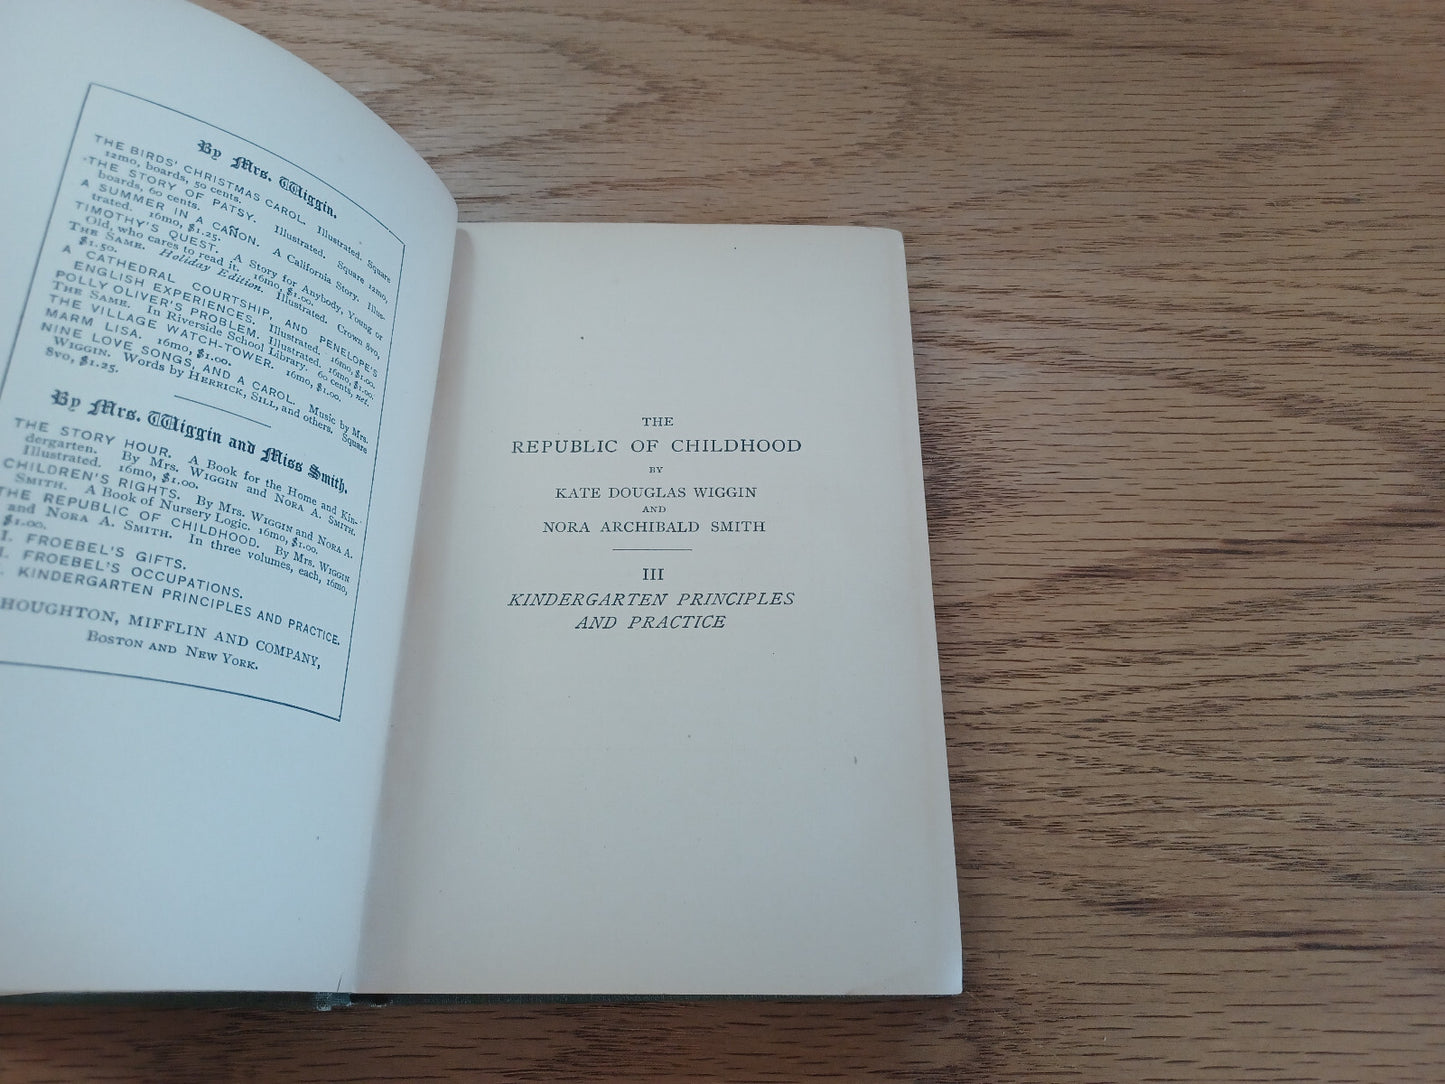 By Mrs. Wiggin.
THE BIRDS' CHRISTMAS CAROL. Illustrated. Square
12mo, boards, 50 cents.
THE STORY OF PATSY. Illustrated. Square 12mo,
boards, 60 cents.
A SUMMER IN A CAÑON. A California Story. Illus-
trated. 16mo, $1.25.
TIMOTHY'S QUEST. A Story for Anybody, Young or
Old, who cares to read it. 16mo, $1.00.
THE SAME. Holiday Edition. Illustrated. Crown 8vo,
$1.50.
A CATHEDRAL COURTSHIP, AND PENELOPE'S
ENGLISH EXPERIENCES. Illustrated. 16mo, $1.00.
POLLY OLIVER'S PROBLEM. Illustrated. 16mo, $1.00.
THE SAME. In Riverside School Library. 60 cents, net.
THE VILLAGE WATCH-TOWER. 16mo, $1.00.
MARM LISA. 16mo, $1.00.
NINE LOVE SONGS, AND A CAROL. Music by Mrs.
WIGGIN. Words by HERRICK, SILL, and others. Square
8vo, $1.25.
By Mrs. Wiggin and Miss Smith.
THE STORY HOUR. A Book for the Home and Kin-
dergarten. By Mrs. WIGGIN and NORA A. SMITH.
Illustrated. 16mo, $1.00.
CHILDREN'S RIGHTS. By Mrs. WIGGIN and NORA A.
SMITH. A Book of Nursery Logic. 16mo, $1.00.
THE REPUBLIC OF CHILDHOOD. By Mrs. WIGGIN
and NORA A. SMITH. In three volumes, each, 16mo,
$1.00.
I. FROEBEL'S GIFTS.
I. FROEBEL'S OCCUPATIONS.
I. KINDERGARTEN PRINCIPLES AND PRACTICE.
HOUGHTON, MIFFLIN AND COMPANY,
BOSTON AND NEW YORK.
THE
REPUBLIC OF CHILDHOOD
BY
KATE DOUGLAS WIGGIN
AND
NORA ARCHIBALD SMITH
III
KINDERGARTEN PRINCIPLES
AND PRACTICE